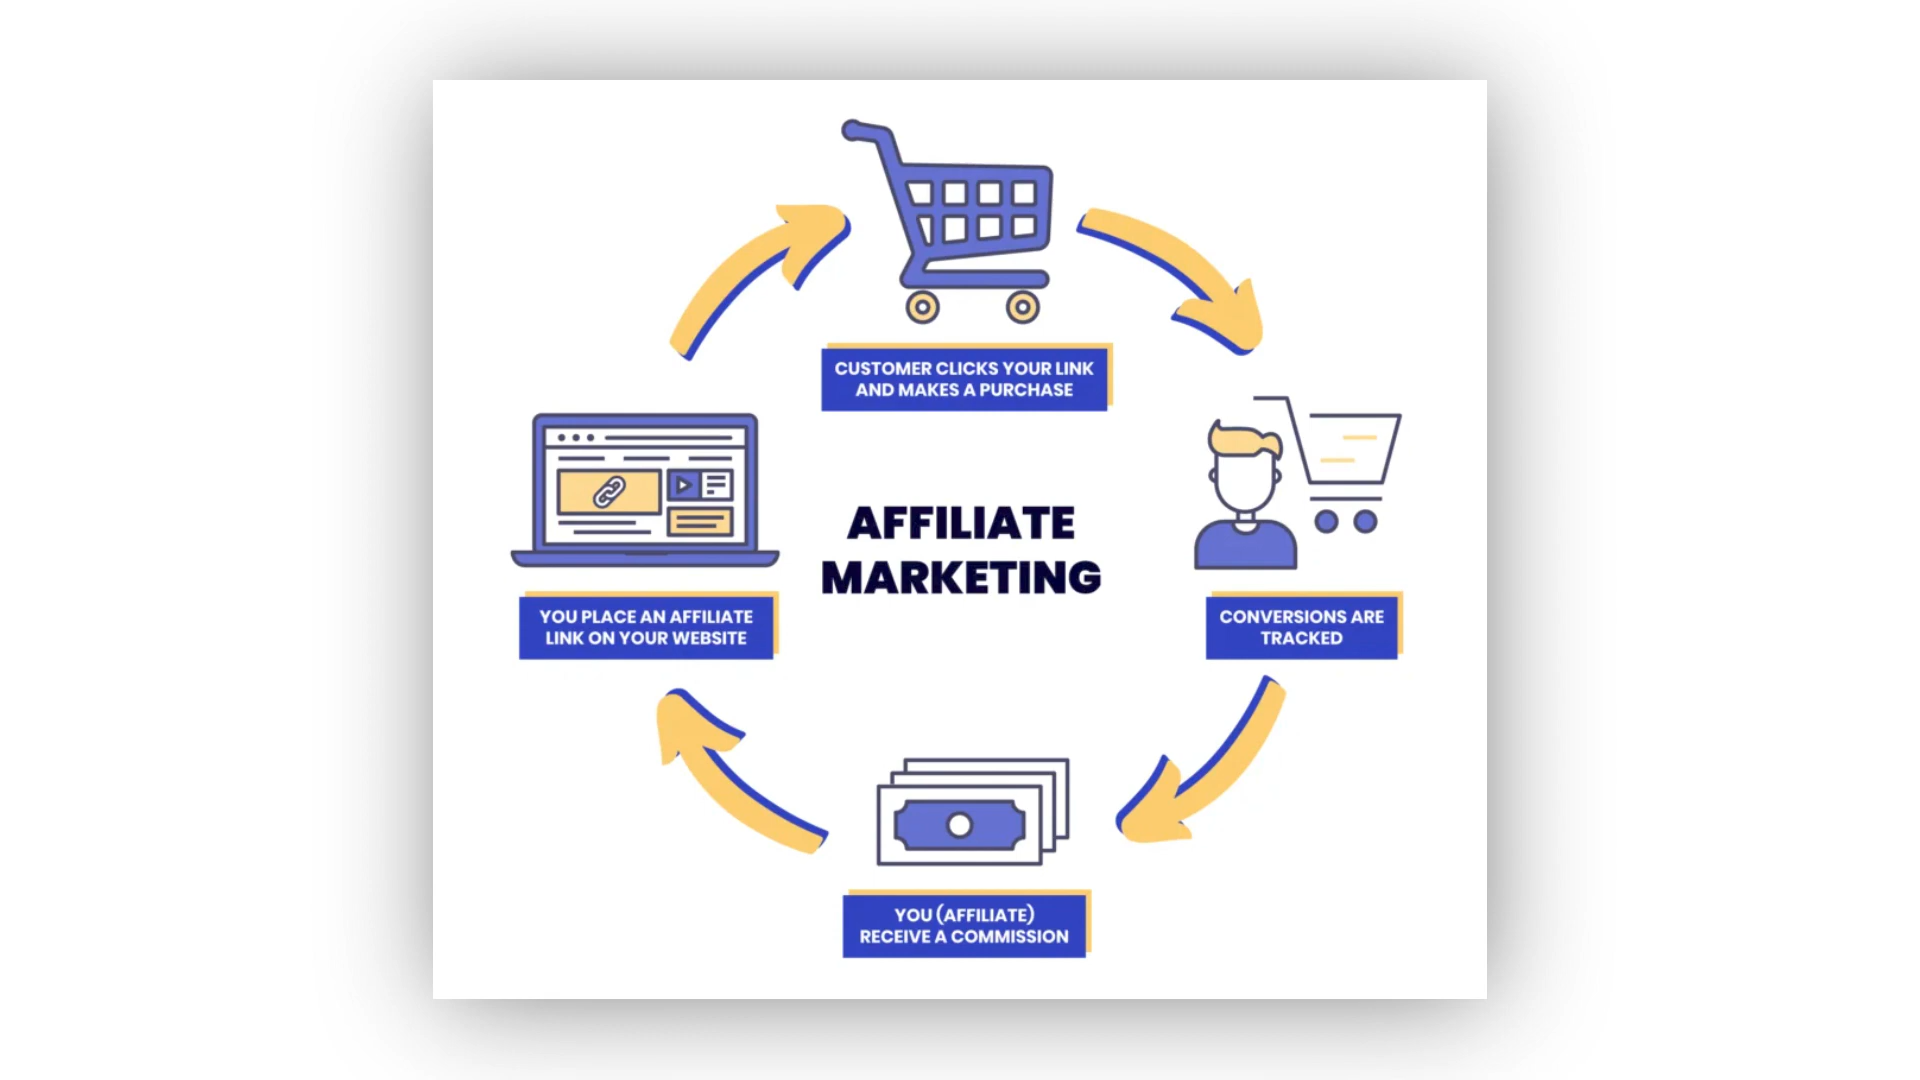 CUSTOMER CLICKS YOUR LINK
AND MAKES A PURCHASE
AFFILIATE
MARKETING
YOU PLACE AN AFFILIATE
LINK ON YOUR WEBSITE
CONVERSIONS ARE
TRACKED
YOU (AFFILIATE)
RECEIVE A COMMISSION